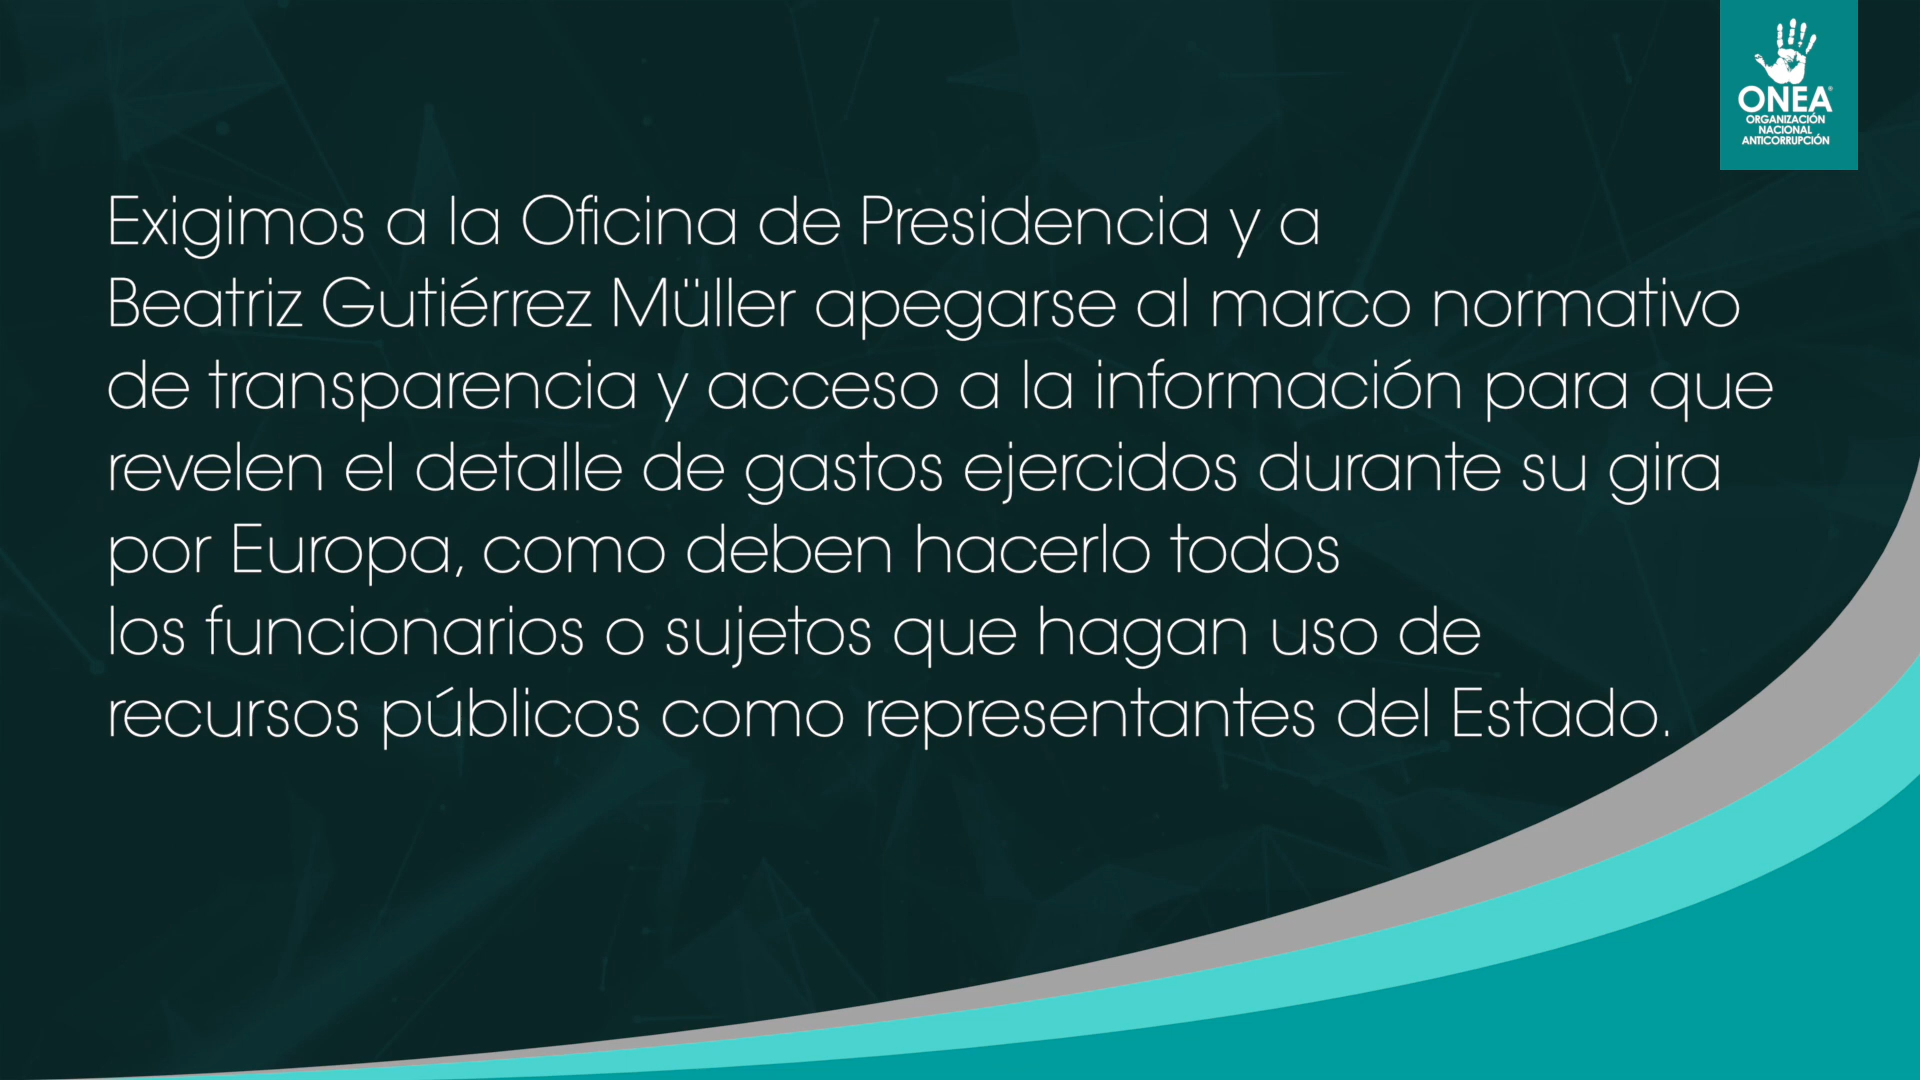 ONEA
ORGANIZACIÓN
NACIONAL
ANTICORRUPCIÓN
Exigimos a la Oficina de Presidencia y a
Beatriz Gutiérrez Müller apegarse al marco normativo
de transparencia y acceso a la información para que
revelen el detalle de gastos ejercidos durante su gira
por Europa, como deben hacerlo todos
los funcionarios o sujetos que hagan uso de
recursos públicos como representantes del Estado.